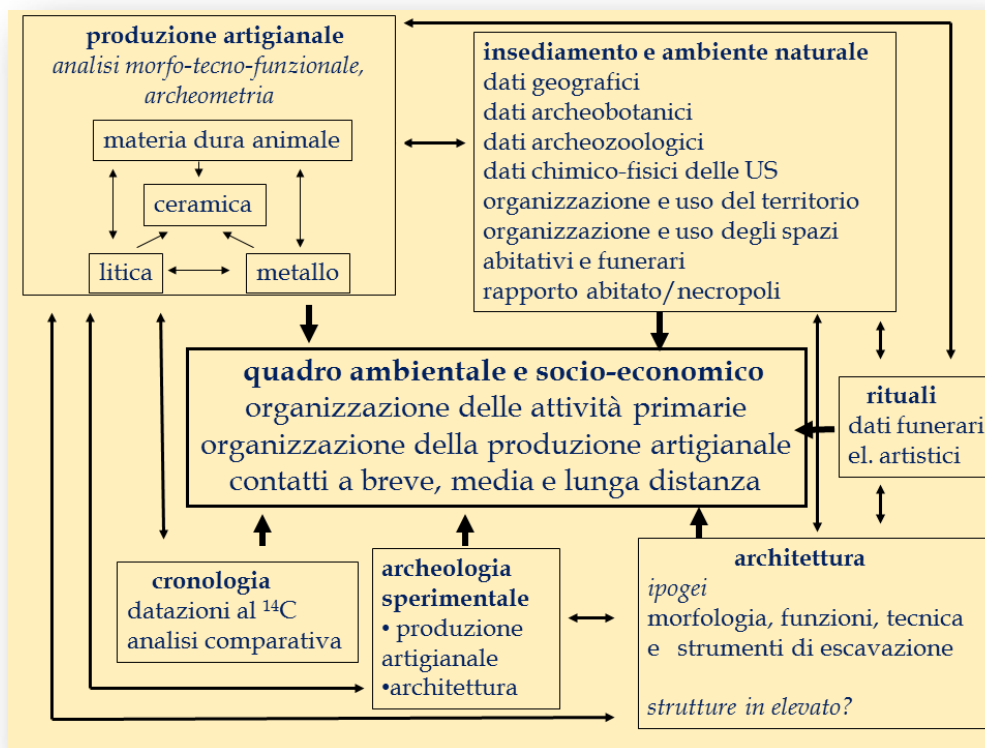 produzione artigianale
analisi morfo-tecno-funzionale,
archeometria
materia dura animale
ceramica
litica
metallo
insediamento e ambiente naturale
dati geografici
dati archeobotanici
dati archeozoologici
dati chimico-fisici delle US
organizzazione e uso del territorio
organizzazione e uso degli spazi
abitativi e funerari
rapporto abitato/necropoli
quadro ambientale e socio-economico
organizzazione delle attività primarie
organizzazione della produzione artigianale
contatti a breve, media e lunga distanza
rituali
dati funerari
el. artistici
cronologia
datazioni al ¹⁴C
analisi comparativa
archeologia
sperimentale
• produzione
artigianale
•architettura
architettura
ipogei
morfologia, funzioni, tecnica
e strumenti di escavazione
strutture in elevato?